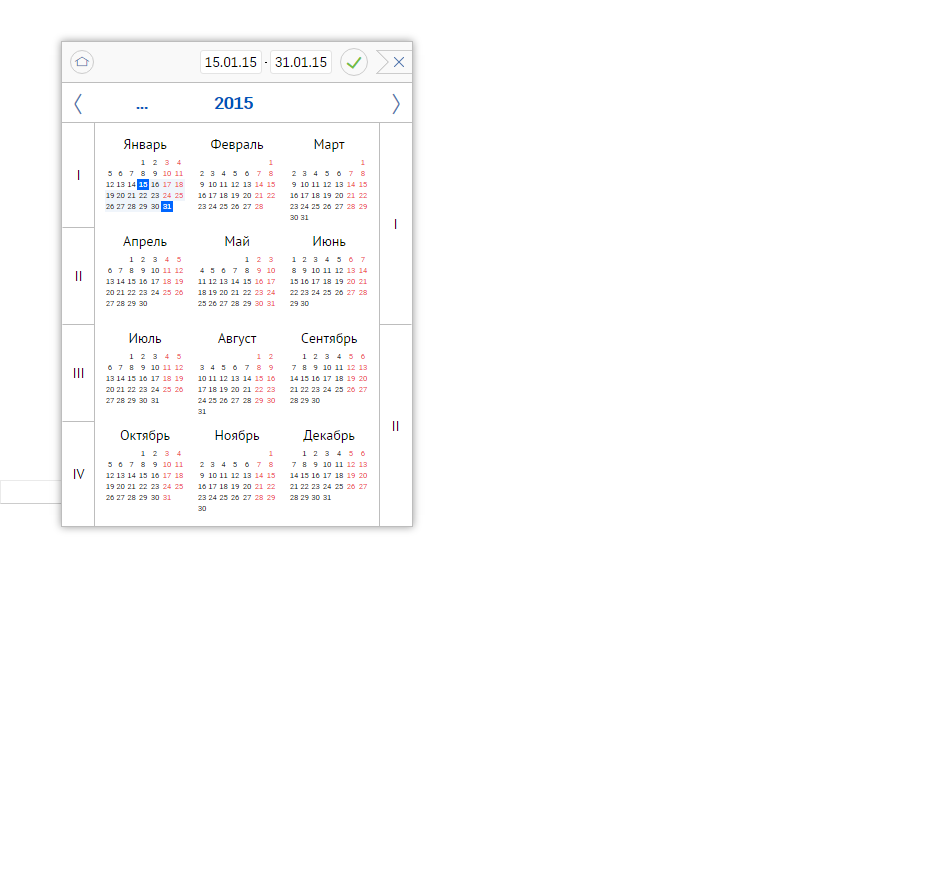 15.01.15 - 31.01.15
... 2015
Январь Февраль Март
1 2 3 4 1 1
5 6 7 8 9 10 11 2 3 4 5 6 7 8 2 3 4 5 6 7 8
I 12 13 14 15 16 17 18 9 10 11 12 13 14 15 9 10 11 12 13 14 15
19 20 21 22 23 24 25 16 17 18 19 20 21 22 16 17 18 19 20 21 22
26 27 28 29 30 31 23 24 25 26 27 28 23 24 25 26 27 28 29
30 31
I
Апрель Май Июнь
1 2 3 4 5 1 2 3 1 2 3 4 5 6 7
II 6 7 8 9 10 11 12 4 5 6 7 8 9 10 8 9 10 11 12 13 14
13 14 15 16 17 18 19 11 12 13 14 15 16 17 15 16 17 18 19 20 21
20 21 22 23 24 25 26 18 19 20 21 22 23 24 22 23 24 25 26 27 28
27 28 29 30 25 26 27 28 29 30 31 29 30
Июль Август Сентябрь
1 2 3 4 5 1 2 1 2 3 4 5 6
III 6 7 8 9 10 11 12 3 4 5 6 7 8 9 7 8 9 10 11 12 13
13 14 15 16 17 18 19 10 11 12 13 14 15 16 14 15 16 17 18 19 20
20 21 22 23 24 25 26 17 18 19 20 21 22 23 21 22 23 24 25 26 27
27 28 29 30 31 24 25 26 27 28 29 30 28 29 30
31
II
Октябрь Ноябрь Декабрь
1 2 3 4 1 1 2 3 4 5 6
5 6 7 8 9 10 11 2 3 4 5 6 7 8 7 8 9 10 11 12 13
IV 12 13 14 15 16 17 18 9 10 11 12 13 14 15 14 15 16 17 18 19 20
19 20 21 22 23 24 25 16 17 18 19 20 21 22 21 22 23 24 25 26 27
26 27 28 29 30 31 23 24 25 26 27 28 29 28 29 30 31
30